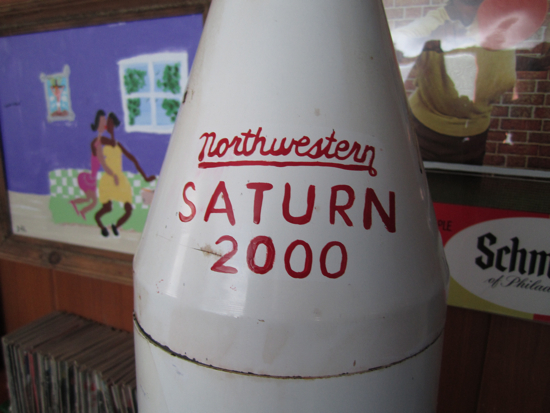 Northwestern
SATURN
2000
Schm
of Philad